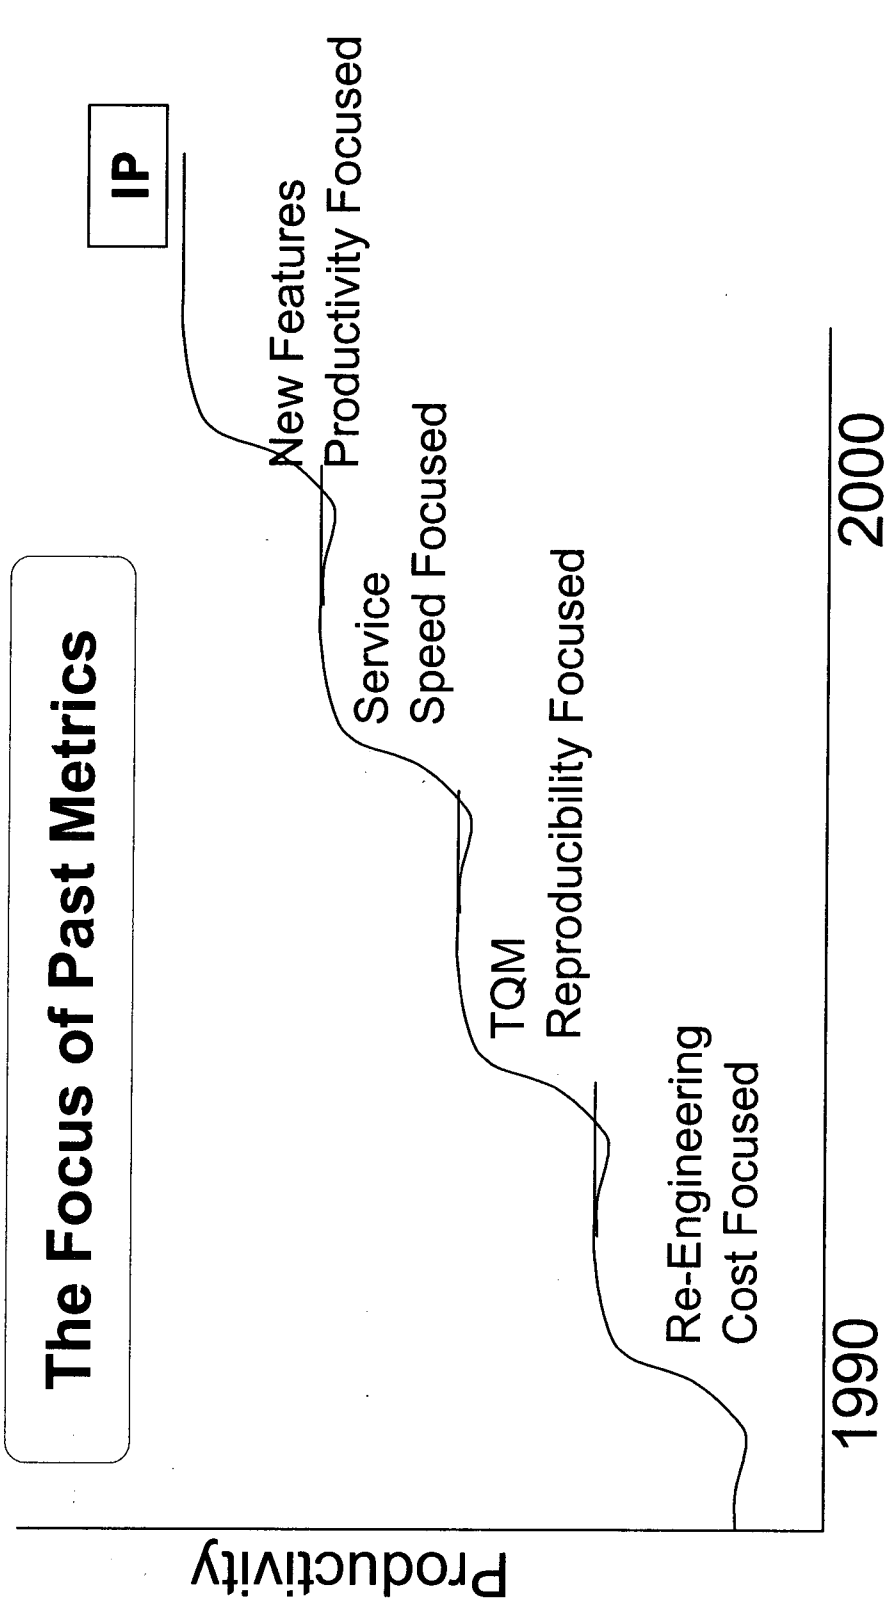 The Focus of Past Metrics
IP
New Features
Productivity Focused
Service
Speed Focused
TQM
Reproducibility Focused
Re-Engineering
Cost Focused
Productivity
1990
2000